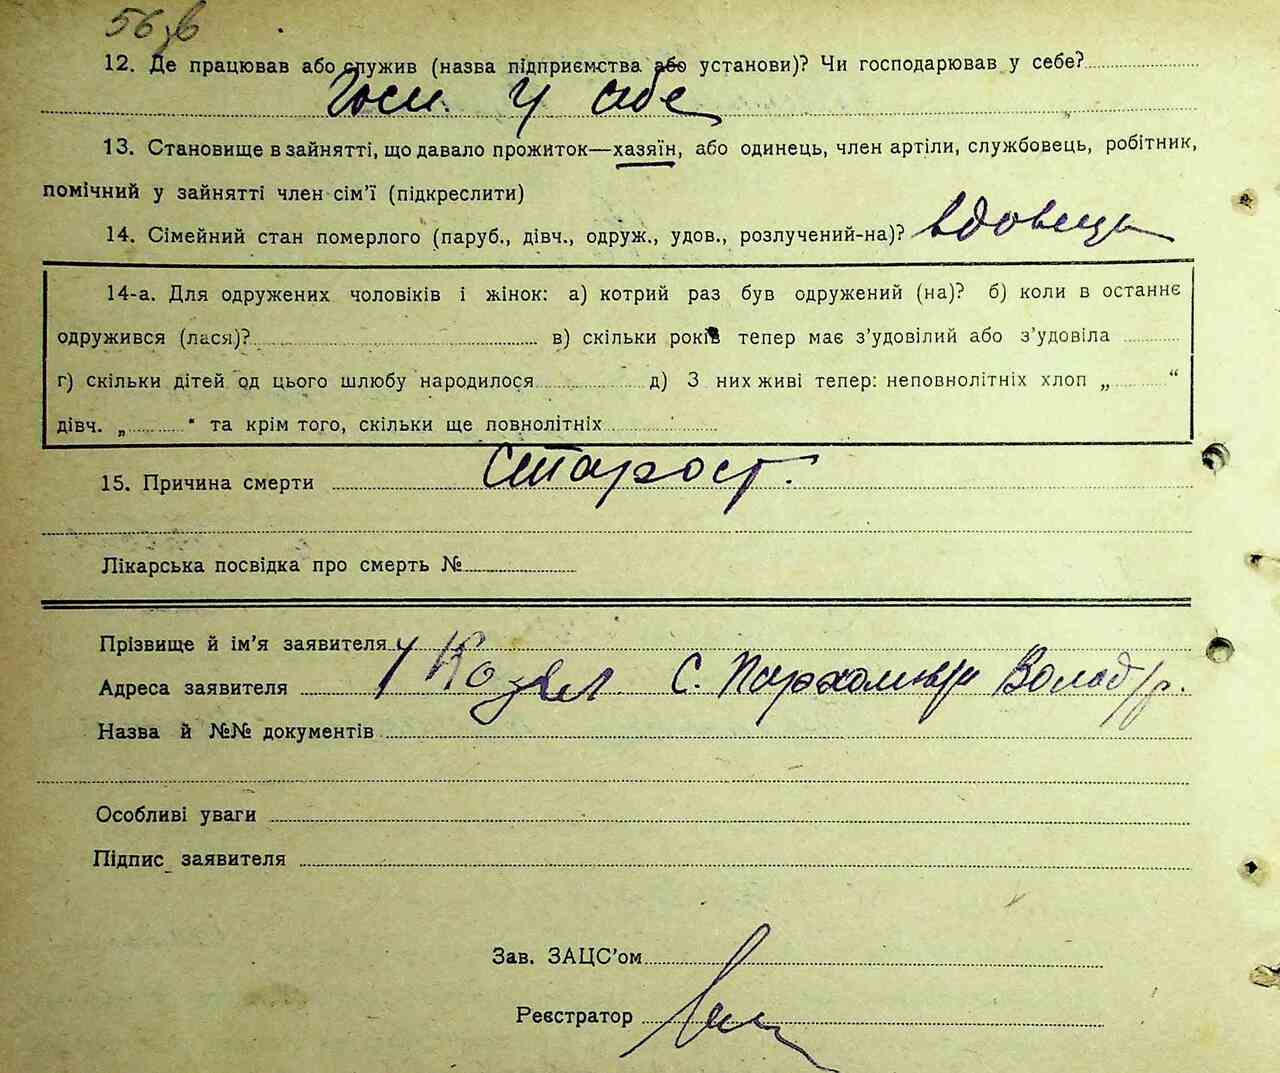 56 зв
12. Де працював або служив (назва підприємства або установи)? Чи господарював у себе?
Госп. у себе
13. Становище в зайнятті, що давало прожиток—хазяїн, або одинець, член артіли, службовець, робітник,
помічний у зайнятті член сім'ї (підкреслити)
14. Сімейний стан померлого (паруб., дівч., одруж., удов., розлучений-на)? вдовець
14-а. Для одружених чоловіків і жінок: а) котрий раз був одружений (на)? б) коли в останнє
одружився (лася)? в) скільки років тепер має з'удовілий або з'удовіла
г) скільки дітей од цього шлюбу народилося д) З них живі тепер: неповнолітніх хлоп „ “
дівч. „ “ та крім того, скільки ще повнолітніх
15. Причина смерти Старост.
Лікарська посвідка про смерть №
Прізвище й ім'я заявителя
Адреса заявителя С. Пархомівка Волод/р.
Назва й №№ документів
Особливі уваги
Підпис заявителя
Зав. ЗАЦС'ом
Реєстратор